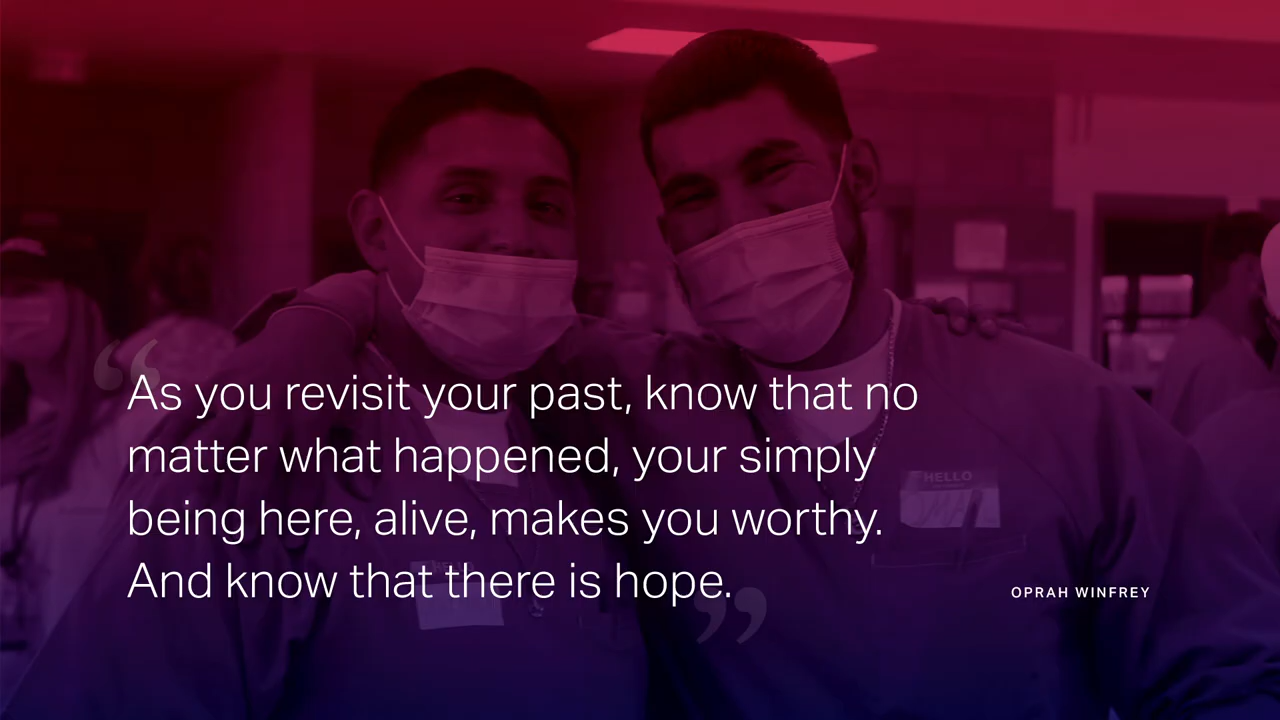 “As you revisit your past, know that no
matter what happened, your simply
being here, alive, makes you worthy.
And know that there is hope.”
OPRAH WINFREY
HELLO